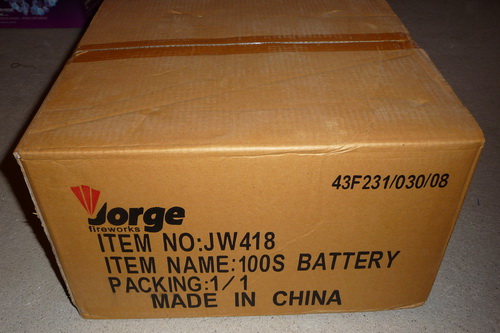 43F231/030/08
Jorge
fireworks
ITEM NO:JW418
ITEM NAME:100S BATTERY
PACKING:1/1
MADE IN CHINA